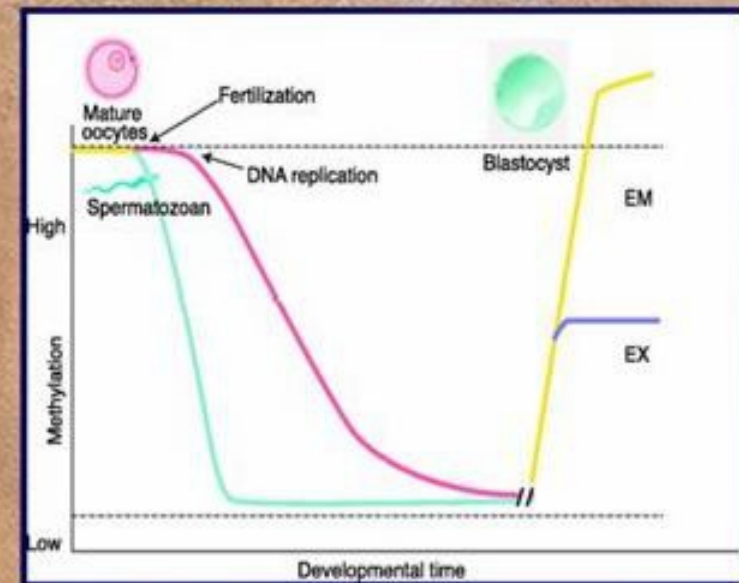 Mature
oocytes
Fertilization
DNA replication
Spermatozoan
Blastocyst
High
EM
EX
Methylation
Low
Developmental time